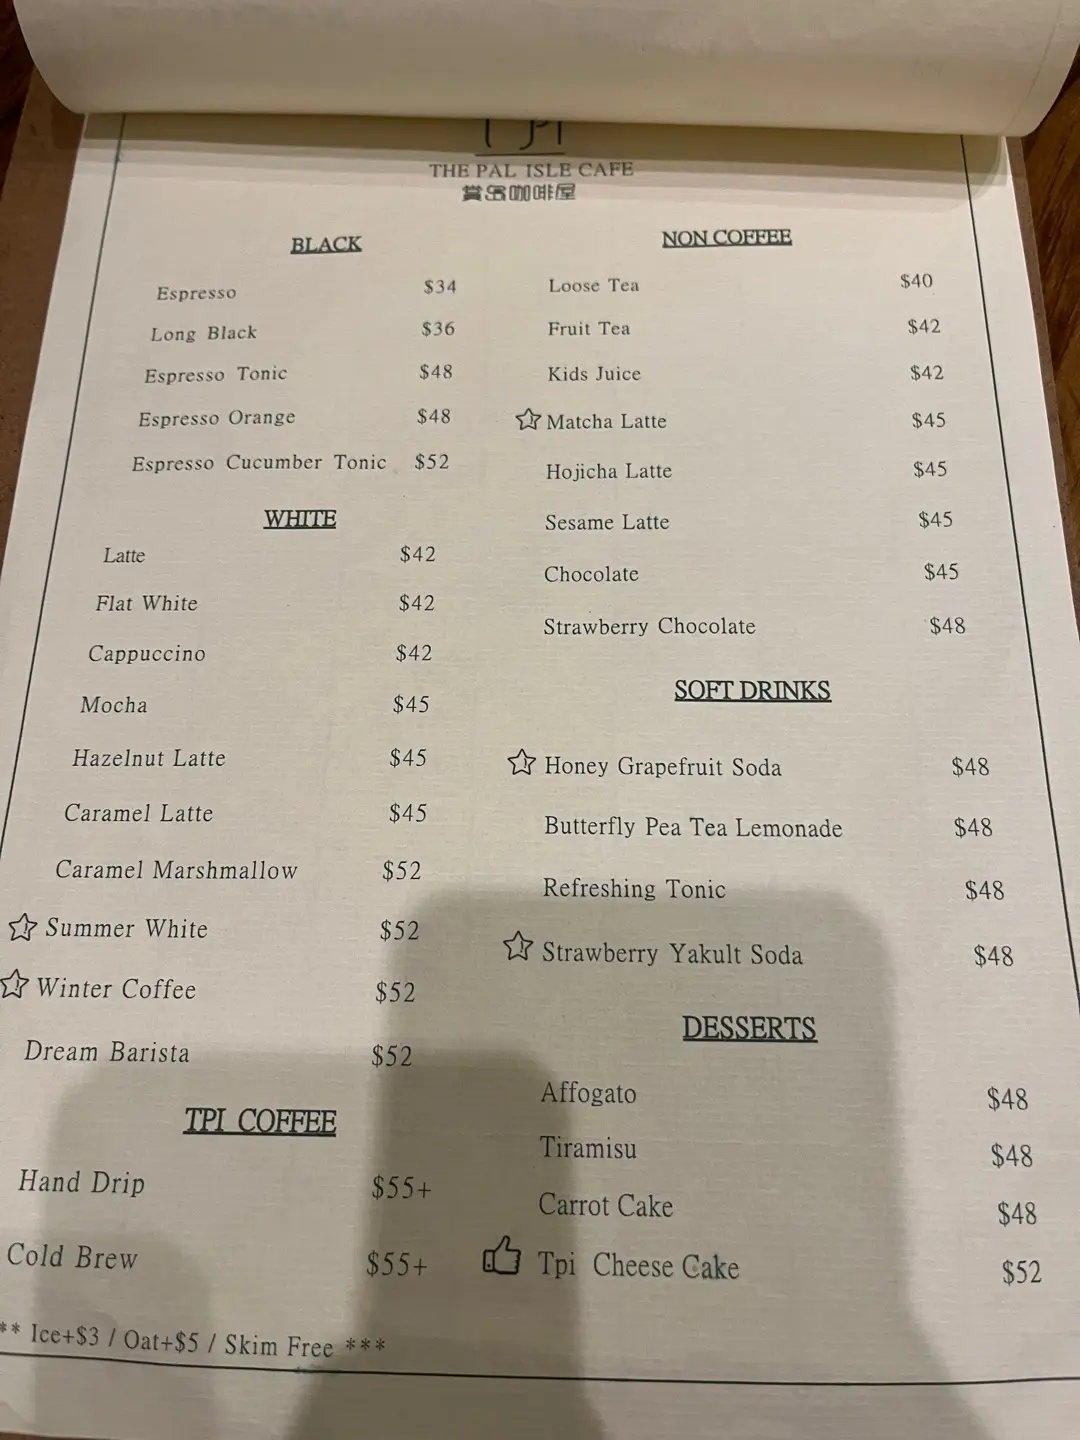 THE PAL ISLE CAFE
賞 咖啡屋
BLACK
Espresso $34
Long Black $36
Espresso Tonic $48
Espresso Orange $48
Espresso Cucumber Tonic $52
WHITE
Latte $42
Flat White $42
Cappuccino $42
Mocha $45
Hazelnut Latte $45
Caramel Latte $45
Caramel Marshmallow $52
Summer White $52
Winter Coffee $52
Dream Barista $52
TPI COFFEE
Hand Drip $55+
Cold Brew $55+
** Ice+$3 / Oat+$5 / Skim Free ***
NON COFFEE
Loose Tea $40
Fruit Tea $42
Kids Juice $42
Matcha Latte $45
Hojicha Latte $45
Sesame Latte $45
Chocolate $45
Strawberry Chocolate $48
SOFT DRINKS
Honey Grapefruit Soda $48
Butterfly Pea Tea Lemonade $48
Refreshing Tonic $48
Strawberry Yakult Soda $48
DESSERTS
Affogato $48
Tiramisu $48
Carrot Cake $48
Tpi Cheese Cake $52